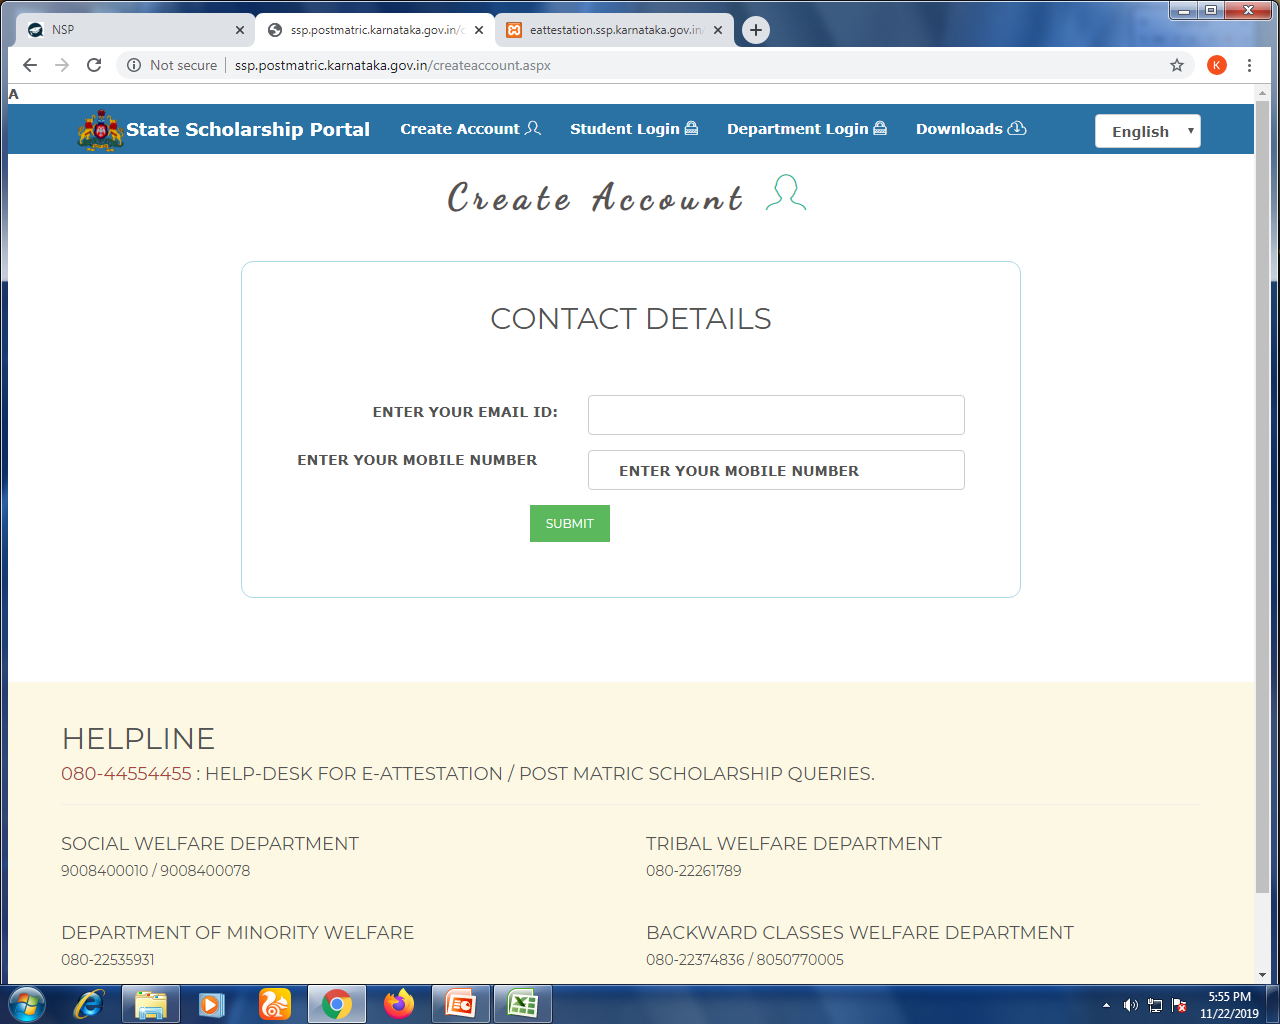 NSP
ssp.postmatric.karnataka.gov.in/c
eattestation.ssp.karnataka.gov.in
Not secure
ssp.postmatric.karnataka.gov.in/createaccount.aspx
K
A
State Scholarship Portal
Create Account
Student Login
Department Login
Downloads
English
Create Account
CONTACT DETAILS
ENTER YOUR EMAIL ID:
ENTER YOUR MOBILE NUMBER
ENTER YOUR MOBILE NUMBER
SUBMIT
HELPLINE
080-44554455 : HELP-DESK FOR E-ATTESTATION / POST MATRIC SCHOLARSHIP QUERIES.
SOCIAL WELFARE DEPARTMENT
9008400010 / 9008400078
TRIBAL WELFARE DEPARTMENT
080-22261789
DEPARTMENT OF MINORITY WELFARE
080-22535931
BACKWARD CLASSES WELFARE DEPARTMENT
080-22374836 / 8050770005
5:55 PM
11/22/2019